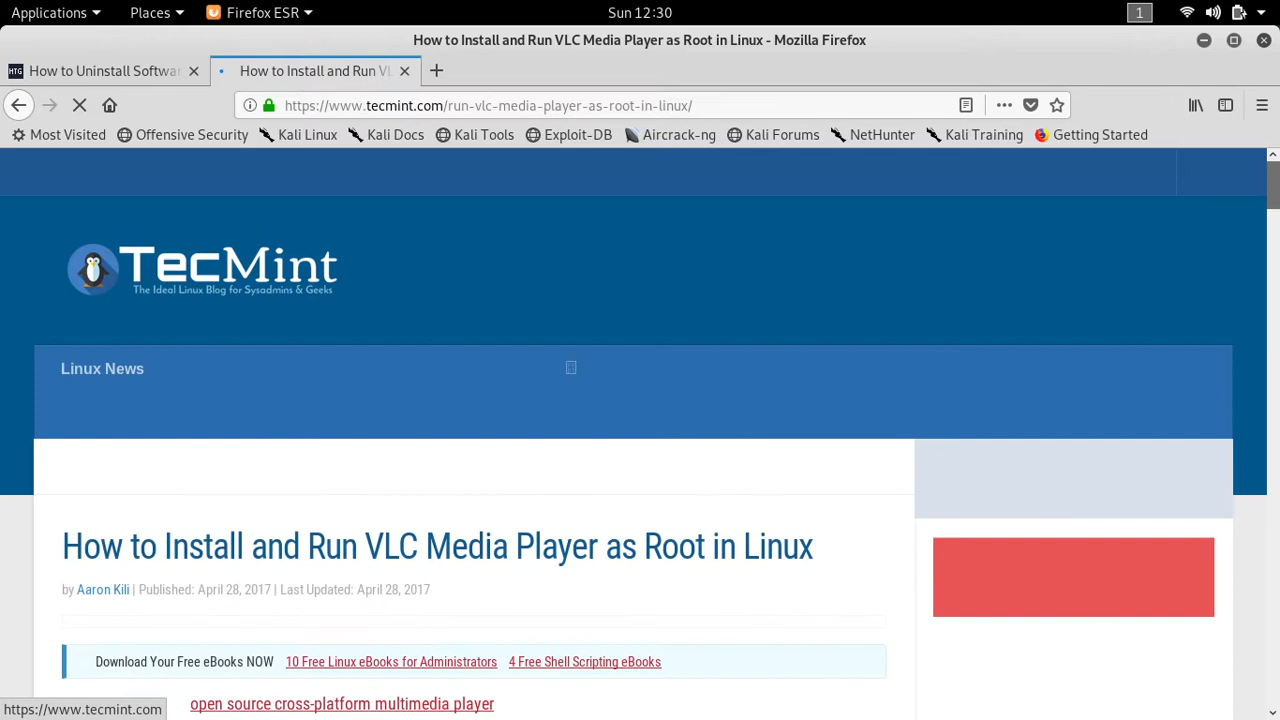 Applications Places Firefox ESR Sun 12:30 1
How to Install and Run VLC Media Player as Root in Linux - Mozilla Firefox
How to Uninstall Softwar How to Install and Run VL
https://www.tecmint.com/run-vlc-media-player-as-root-in-linux/
Most Visited Offensive Security Kali Linux Kali Docs Kali Tools Exploit-DB Aircrack-ng Kali Forums NetHunter Kali Training Getting Started
TecMint
The Ideal Linux Blog for Sysadmins & Geeks
Linux News
How to Install and Run VLC Media Player as Root in Linux
by Aaron Kili | Published: April 28, 2017 | Last Updated: April 28, 2017
Download Your Free eBooks NOW 10 Free Linux eBooks for Administrators 4 Free Shell Scripting eBooks
open source cross-platform multimedia player
https://www.tecmint.com